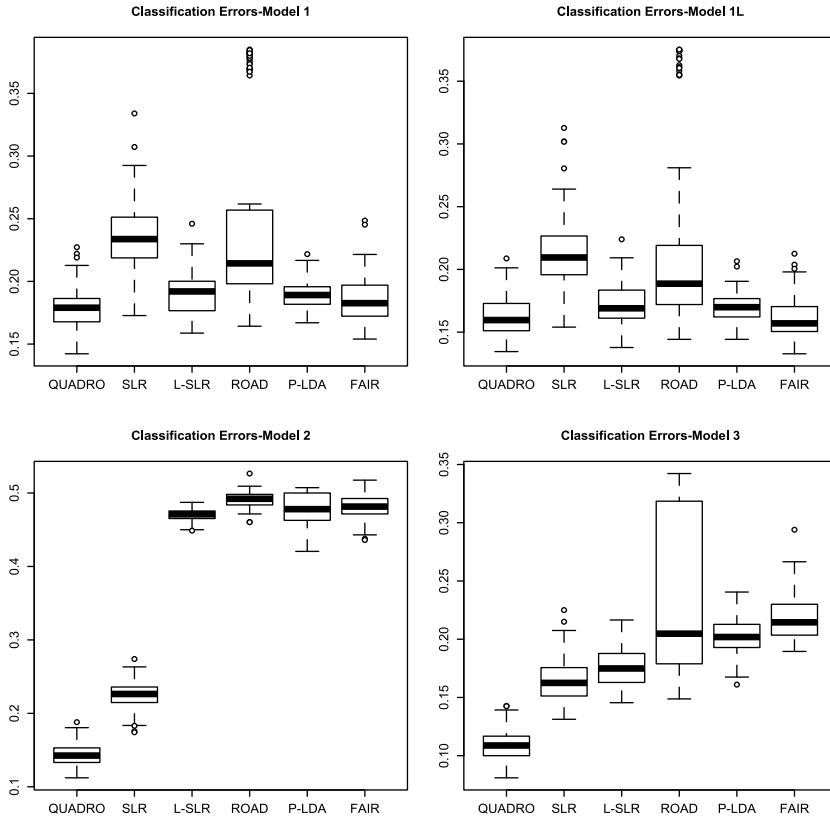 Classification Errors-Model 1
0.35
0.30
0.25
0.20
0.15
QUADRO SLR L-SLR ROAD P-LDA FAIR
Classification Errors-Model 1L
0.35
0.30
0.25
0.20
0.15
QUADRO SLR L-SLR ROAD P-LDA FAIR
Classification Errors-Model 2
0.5
0.4
0.3
0.2
0.1
QUADRO SLR L-SLR ROAD P-LDA FAIR
Classification Errors-Model 3
0.35
0.30
0.25
0.20
0.15
0.10
QUADRO SLR L-SLR ROAD P-LDA FAIR